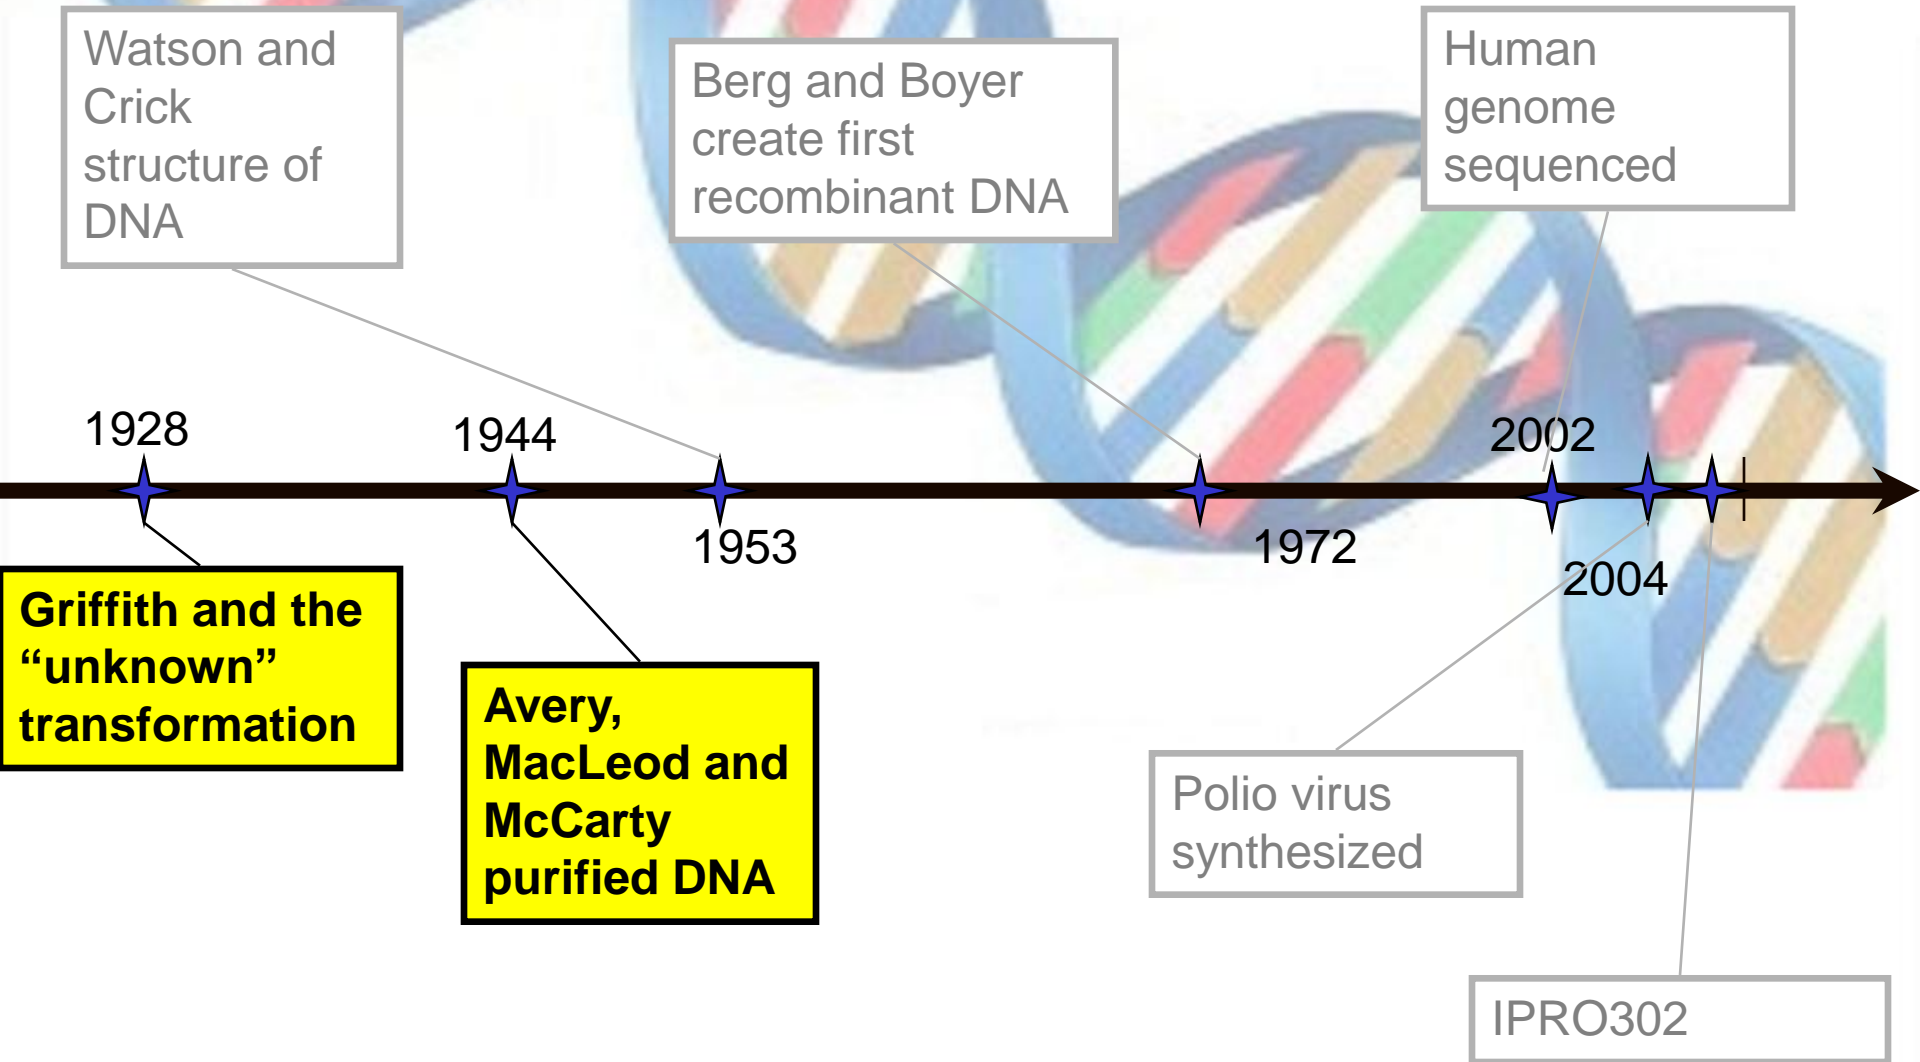 Watson and
Crick
structure of
DNA
Berg and Boyer
create first
recombinant DNA
Human
genome
sequenced
1928
1944
2002
1953
1972
2004
Griffith and the
“unknown”
transformation
Avery,
MacLeod and
McCarty
purified DNA
Polio virus
synthesized
IPRO302